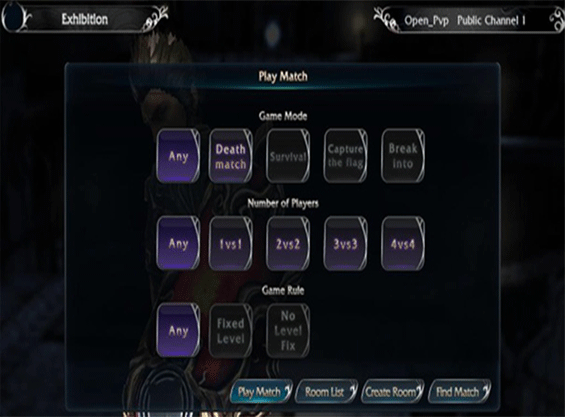 Exhibition
Open_Pvp Public Channel 1
Play Match
Game Mode
Any
Death
match
Survival
Capture
the flag
Break
into
Number of Players
Any
1vs1
2vs2
3vs3
4vs4
Game Rule
Any
Fixed
Level
No
Level
Fix
Play Match
Room List
Create Room
Find Match